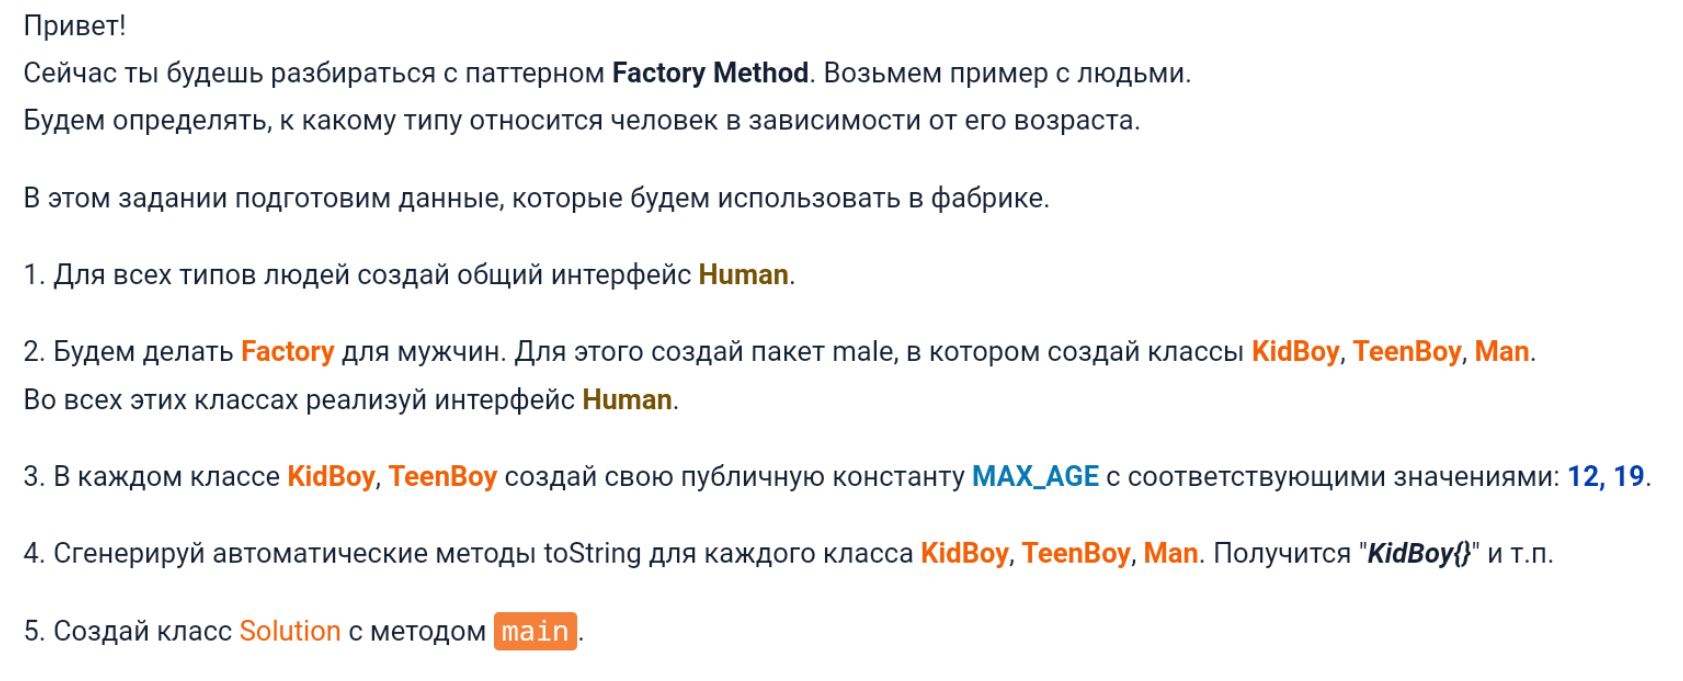 Привет!
Сейчас ты будешь разбираться с паттерном Factory Method. Возьмем пример с людьми.
Будем определять, к какому типу относится человек в зависимости от его возраста.
В этом задании подготовим данные, которые будем использовать в фабрике.
1. Для всех типов людей создай общий интерфейс Human.
2. Будем делать Factory для мужчин. Для этого создай пакет male, в котором создай классы KidBoy, TeenBoy, Man.
Во всех этих классах реализуй интерфейс Human.
3. В каждом классе KidBoy, TeenBoy создай свою публичную константу MAX_AGE с соответствующими значениями: 12, 19.
4. Сгенерируй автоматические методы toString для каждого класса KidBoy, TeenBoy, Man. Получится "KidBoy{}" и т.п.
5. Создай класс Solution с методом main.